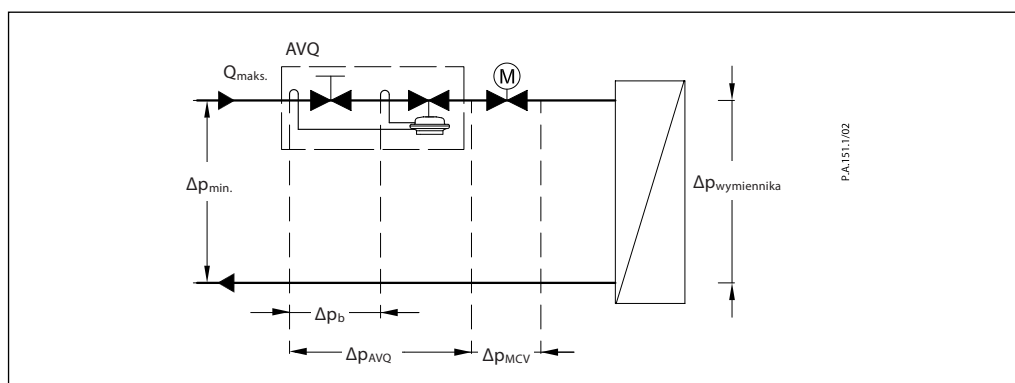 AVQ
Qmaks.
M
Δpmin.
Δpwymiennika
P.A.151.1/02
Δpb
ΔpAVQ
ΔpMCV